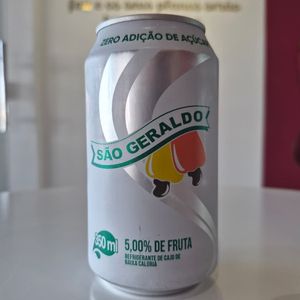 ZERO ADIÇÃO DE AÇÚCAR
SÃO GERALDO
350 ml
5,00% DE FRUTA
REFRIGERANTE DE CAJU DE
BAIXA CALORIA